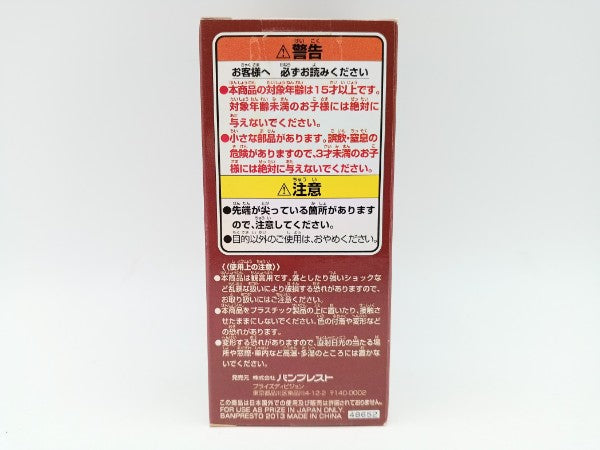 ⚠警告
お客様へ 必ずお読みください
●本商品の対象年齢は15才以上です。
対象年齢未満のお子様には絶対に
与えないでください。
●小さな部品があります。誤飲・窒息の
危険がありますので、3才未満のお子
様には絶対に与えないでください。
⚠注意
●先端が尖っている箇所があります
ので、注意してください。
●目的以外のご使用は、おやめください。
《使用上の注意》
●本商品は観賞用です。落としたり強いショックなど
乱暴な扱いにより破損する恐れがありますので、
お取り扱いにはご注意ください。
●本商品をプラスチック製品の上に置いたり、接触
させたままにしないでください。色の付着や変形などの
恐れがあります。
●変形する恐れがありますので、直射日光の当たる場
所や窓際・車内など高温・多湿のところには置かな
いでください。
発売元 株式会社 バンプレスト
プライズディビジョン
東京都品川区東品川4-12-2 〒140-0002
この商品は日本国外での使用及び販売は許諾されておりません。
FOR USE AS PRIZE IN JAPAN ONLY.
BANPRESTO 2013 MADE IN CHINA
48652